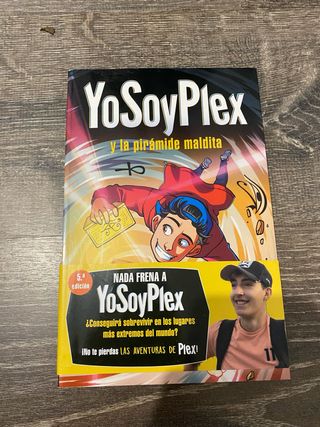 YoSoyPlex
y la pirámide maldita
5.ª
edición
NADA FRENA A
YoSoyPlex
¿Conseguirá sobrevivir en los lugares
más extremos del mundo?
¡No te pierdas LAS AVENTURAS DE Plex!